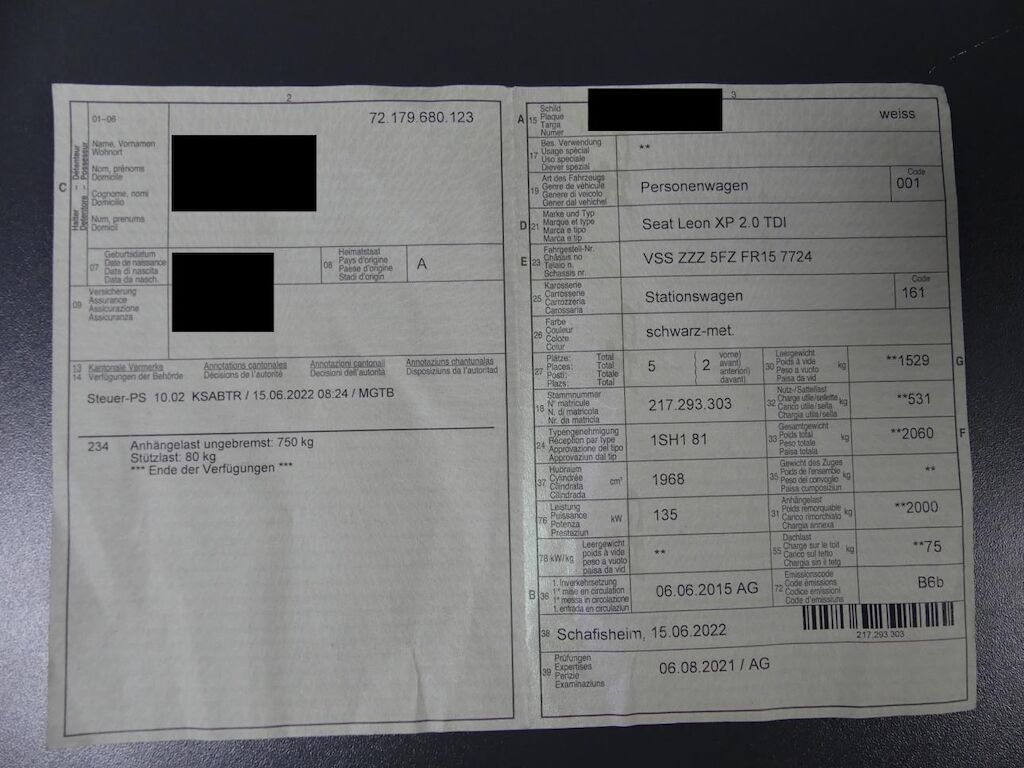 2
01-06
72.179.680.123
C
Halter - Détenteur
Detentore - Possessur
Name, Vornamen
Wohnort
Nom, prénoms
Domicile
Cognome, nomi
Domicilio
Num, prenums
Domicil
07
Geburtsdatum
Date de naissance
Data di nascita
Data da nasch.
08
Heimatstaat
Pays d'origine
Paese d'origine
Stadi d'origin
A
09
Versicherung
Assurance
Assicurazione
Assicuranza
13 Kantonale Vermerke Annotations cantonales Annotazioni cantonali Annotaziuns chantunalas
14 Verfügungen der Behörde Décisions de l'autorité Decisioni dell'autorità Disposiziuns da l'autoritad
Steuer-PS 10.02 KSABTR / 15.06.2022 08:24 / MGTB
234 Anhängelast ungebremst: 750 kg
Stützlast: 80 kg
*** Ende der Verfügungen ***
3
A 15
Schild
Plaque
Targa
Numer
weiss
17
Bes. Verwendung
Usage spécial
Uso speciale
Diever spezial
**
19
Art des Fahrzeugs
Genre de véhicule
Genere di veicolo
Gener dal vehichel
Personenwagen
Code
001
D 21
Marke und Typ
Marque et type
Marca e tipo
Marca e tip
Seat Leon XP 2.0 TDI
E 23
Fahrgestell-Nr.
Châssis no
Telaio n.
Schassis nr.
VSS ZZZ 5FZ FR15 7724
25
Karosserie
Carrosserie
Carrozzeria
Carossaria
Stationswagen
Code
161
26
Farbe
Couleur
Colore
Colur
schwarz-met.
27
Plätze: Total
Places: Total
Posti: Totale
Plazs: Total
5
2
vorne)
avant)
anteriori)
davant)
30
Leergewicht
Poids à vide
Peso a vuoto
Paisa da vid
kg
**1529
G
18
Stammnummer
N° matricule
N. di matricola
Nr. da matricla
217.293.303
32
Nutz-/Sattellast
Charge utile/sellette
Carico utile/sella
Chargia utila/sella
kg
**531
24
Typengenehmigung
Réception par type
Approvazione del tipo
Approvaziun dal tip
1SH1 81
33
Gesamtgewicht
Poids total
Peso totale
Paisa totala
kg
**2060
F
37
Hubraum
Cylindrée
Cilindrata
Cilindrada
cm³
1968
35
Gewicht des Zuges
Poids de l'ensemble
Peso del convoglio
Paisa cumposiziun
kg
**
76
Leistung
Puissance
Potenza
Prestaziun
kW
135
31
Anhängelast
Poids remorquable
Carico rimorchiato
Chargia annexa
kg
**2000
78 kW/kg
Leergewicht
poids à vide
peso a vuoto
paisa da vid
**
55
Dachlast
Charge sur le toit
Carico sul tetto
Chargia sin il tetg
kg
**75
B 36
1. Inverkehrsetzung
1re mise en circulation
1a messa in circolazione
1. entrada en circulaziun
06.06.2015 AG
72
Emissionscode
Code émissions
Codice emissioni
Code d'emissiuns
B6b
217.293.303
38
Schafisheim, 15.06.2022
39
Prüfungen
Expertises
Perizie
Examinaziuns
06.08.2021 / AG